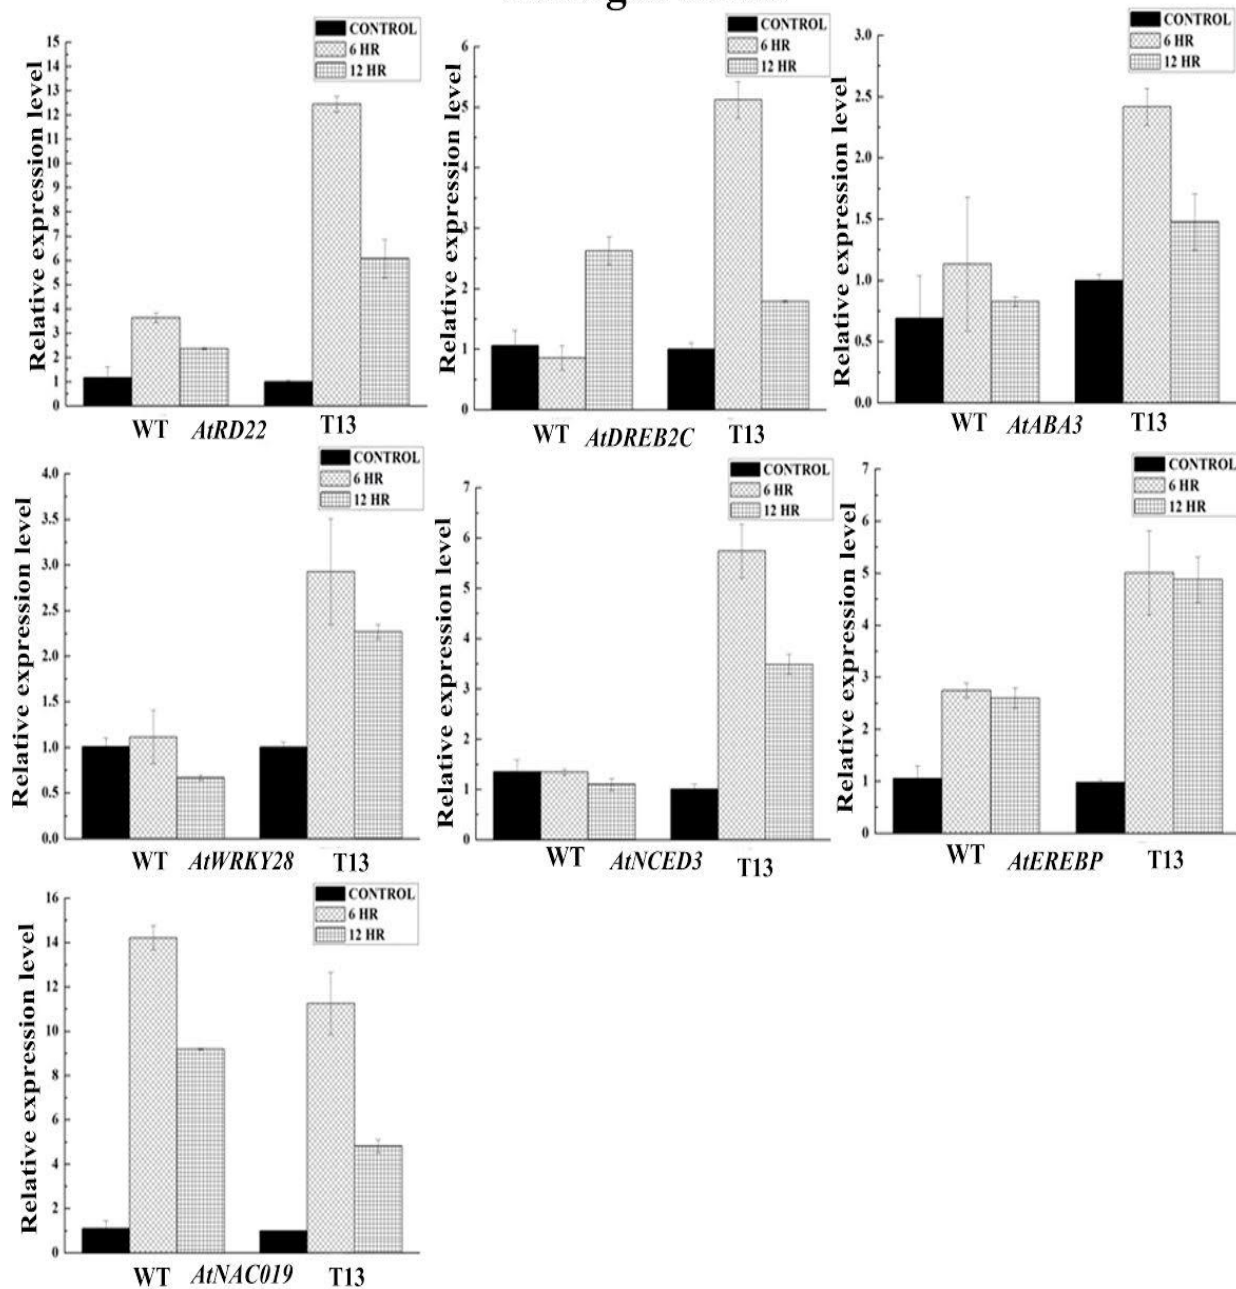 CONTROL
6 HR
12 HR
Relative expression level
15
14
13
12
11
10
9
8
7
6
5
4
3
2
1
0
WT AtRD22 T13
CONTROL
6 HR
12 HR
Relative expression level
6
5
4
3
2
1
0
WT AtDREB2C T13
CONTROL
6 HR
12 HR
Relative expression level
3.0
2.5
2.0
1.5
1.0
0.5
0.0
WT AtABA3 T13
CONTROL
6 HR
12 HR
Relative expression level
4.0
3.5
3.0
2.5
2.0
1.5
1.0
0.5
0.0
WT AtWRKY28 T13
CONTROL
6 HR
12 HR
Relative expression level
7
6
5
4
3
2
1
0
WT AtNCED3 T13
CONTROL
6 HR
12 HR
Relative expression level
7
6
5
4
3
2
1
0
WT AtEREBP T13
CONTROL
6 HR
12 HR
Relative expression level
16
14
12
10
8
6
4
2
0
WT AtNAC019 T13